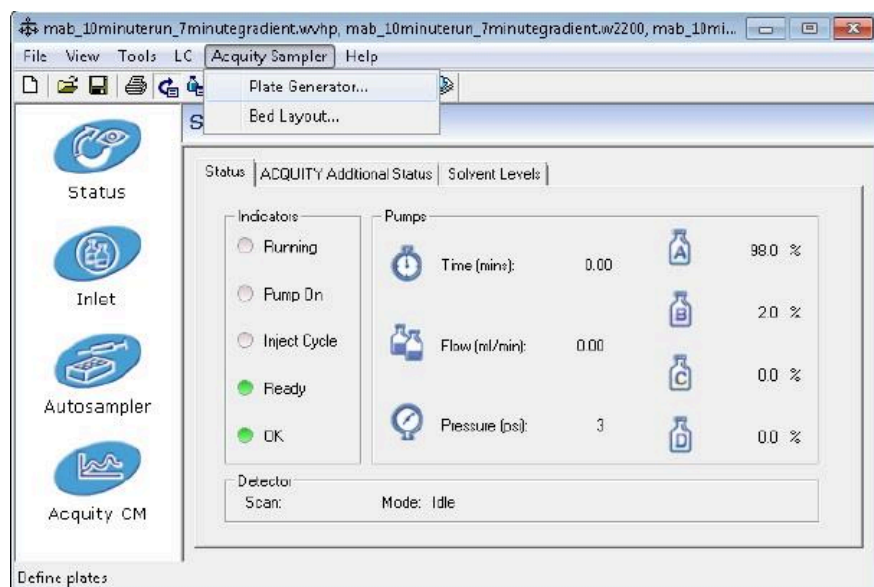 mab_10minuterun_7minutegradient.wvhp, mab_10minuterun_7minutegradient.w2200, mab_10mi...
File View Tools LC Acquity Sampler Help
Plate Generator...
Bed Layout...
S
Status ACQUITY Addtional Status Solvent Levels
Status
Inlet
Autosampler
Acquity CM
Indicators
Running
Pump On
Inject Cycle
Ready
OK
Pumps
Time (mins): 0.00
Flow (ml/min): 0.00
Pressure (psi): 3
A 98.0 %
B 2.0 %
C 0.0 %
D 0.0 %
Detector
Scan: Mode: Idle
Define plates